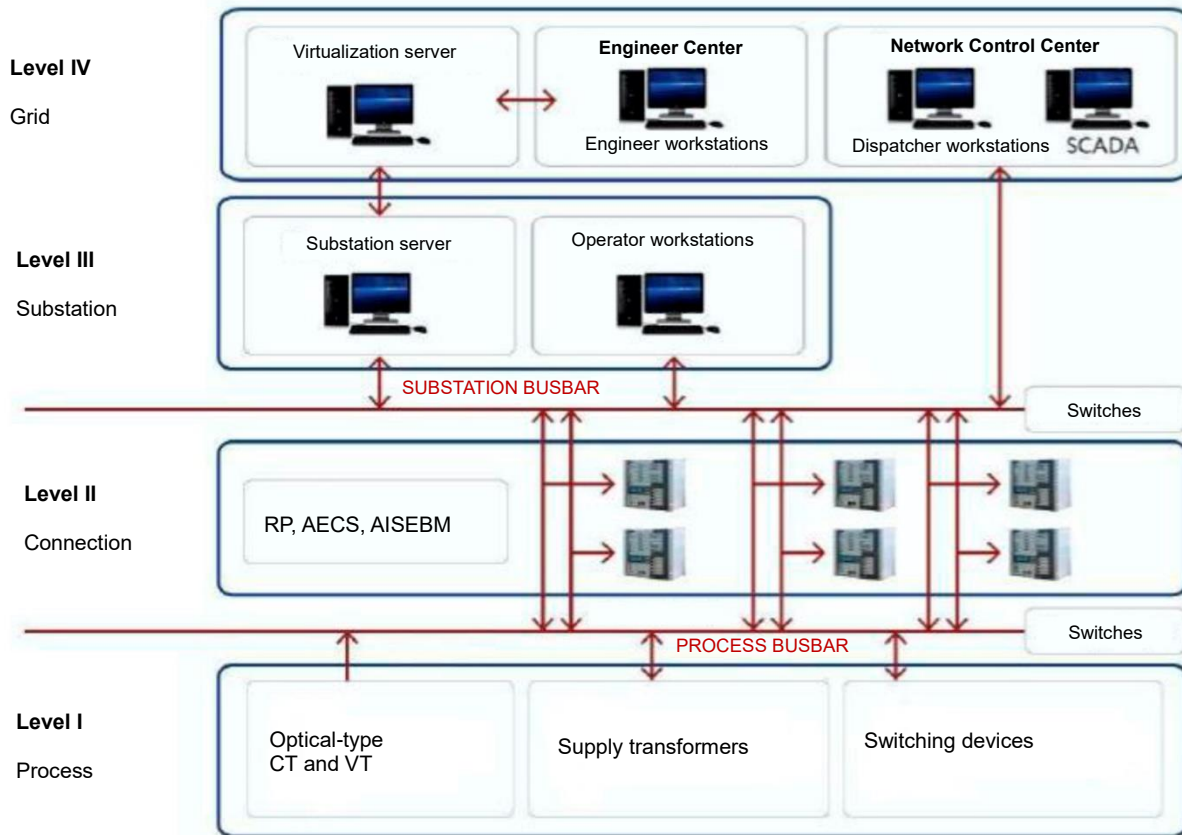 Level IV
Grid
Virtualization server
Engineer Center
Engineer workstations
Network Control Center
Dispatcher workstations
SCADA
Level III
Substation
Substation server
Operator workstations
SUBSTATION BUSBAR
Switches
Level II
Connection
RP, AECS, AISEBM
PROCESS BUSBAR
Switches
Level I
Process
Optical-type
CT and VT
Supply transformers
Switching devices